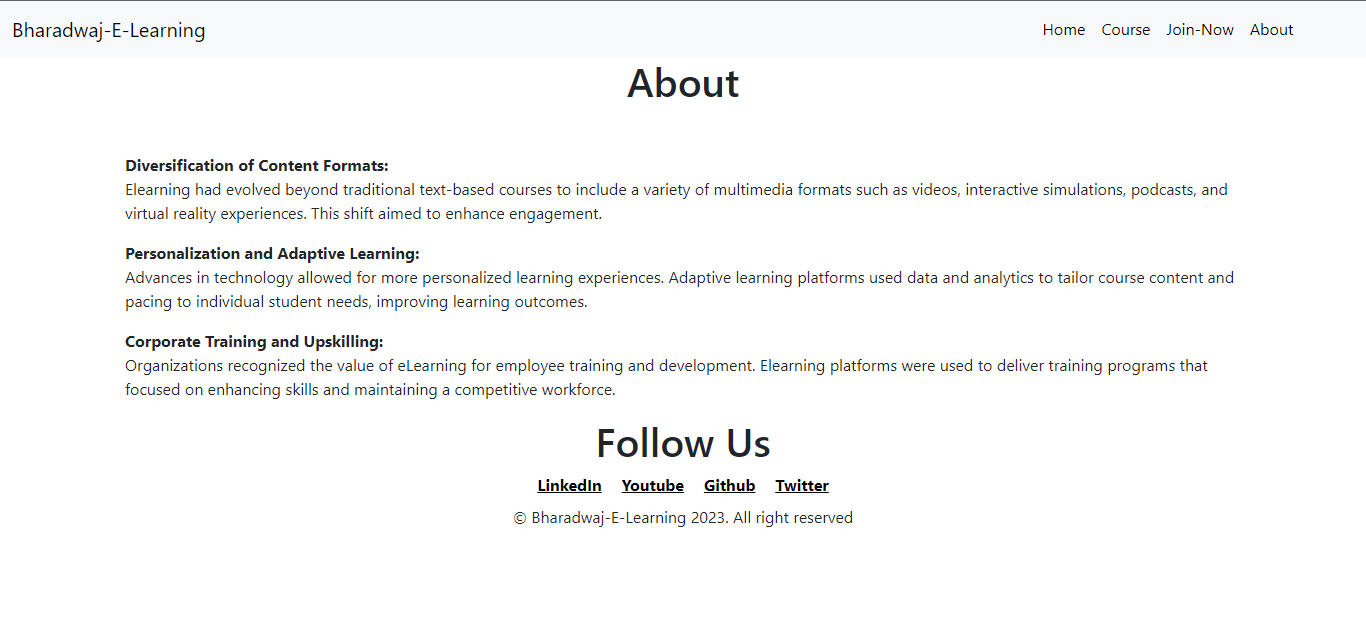 Bharadwaj-E-Learning
Home Course Join-Now About
About
Diversification of Content Formats:
Elearning had evolved beyond traditional text-based courses to include a variety of multimedia formats such as videos, interactive simulations, podcasts, and
virtual reality experiences. This shift aimed to enhance engagement.
Personalization and Adaptive Learning:
Advances in technology allowed for more personalized learning experiences. Adaptive learning platforms used data and analytics to tailor course content and
pacing to individual student needs, improving learning outcomes.
Corporate Training and Upskilling:
Organizations recognized the value of eLearning for employee training and development. Elearning platforms were used to deliver training programs that
focused on enhancing skills and maintaining a competitive workforce.
Follow Us
LinkedIn Youtube Github Twitter
© Bharadwaj-E-Learning 2023. All right reserved